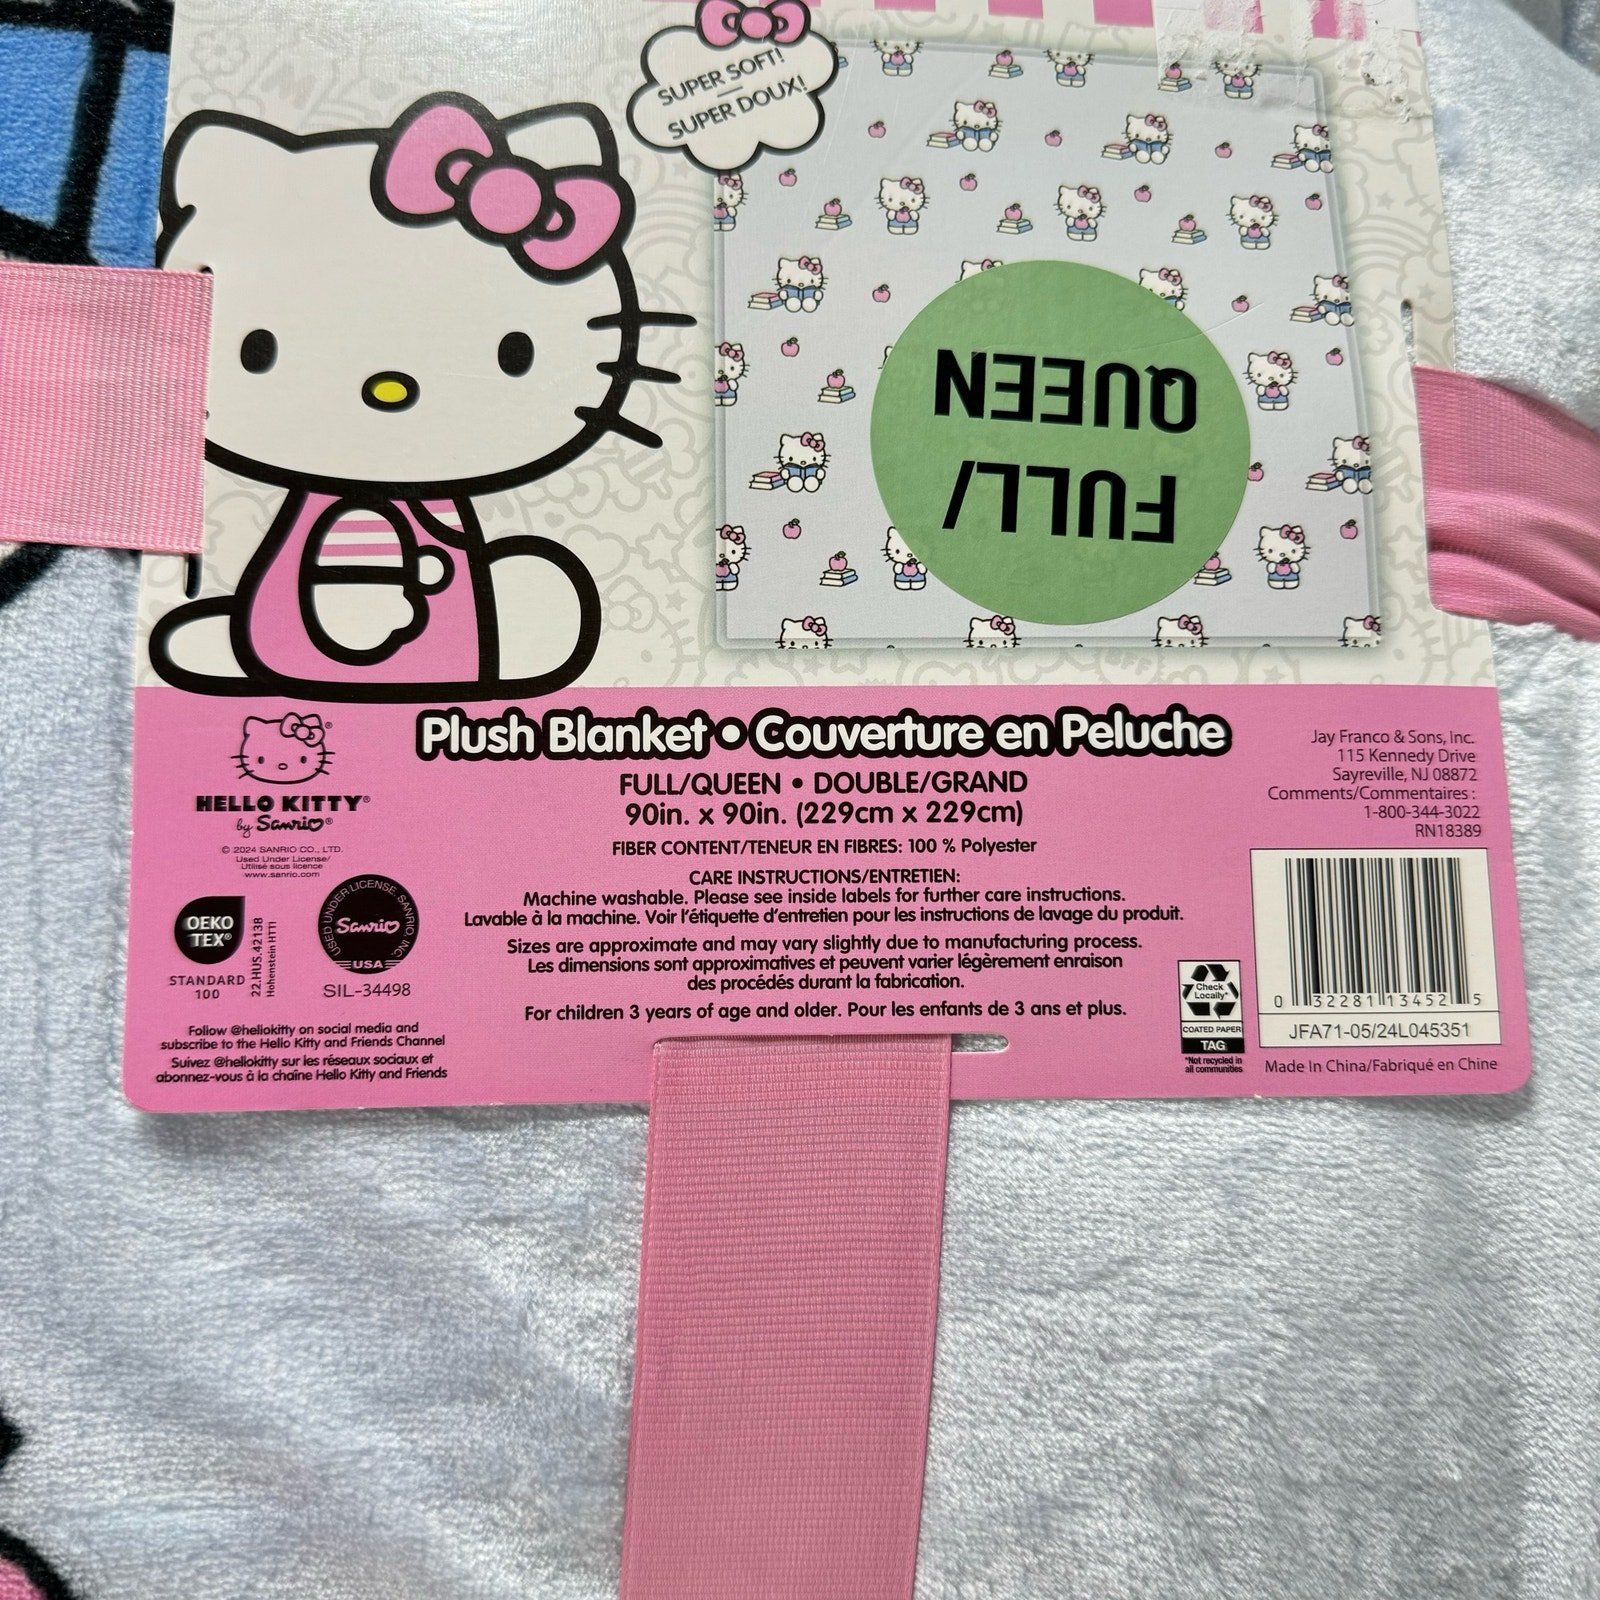 SUPER SOFT!
SUPER DOUX!
FULL/
QUEEN
Plush Blanket • Couverture en Peluche
FULL/QUEEN • DOUBLE/GRAND
90in. x 90in. (229cm x 229cm)
FIBER CONTENT/TENEUR EN FIBRES: 100 % Polyester
CARE INSTRUCTIONS/ENTRETIEN:
Machine washable. Please see inside labels for further care instructions.
Lavable à la machine. Voir l'étiquette d'entretien pour les instructions de lavage du produit.
Sizes are approximate and may vary slightly due to manufacturing process.
Les dimensions sont approximatives et peuvent varier légèrement enraison
des procédés durant la fabrication.
For children 3 years of age and older. Pour les enfants de 3 ans et plus.
HELLO KITTY®
by Sanrio®
© 2024 SANRIO CO., LTD.
Used Under License/
Utilisé sous licence
www.sanrio.com
OEKO
TEX®
STANDARD
100
22.HUS.42138
Hohenstein HTTI
USED UNDER LICENSE, SANRIO INC.
Sanrio
USA
SIL-34498
Follow @hellokitty on social media and
subscribe to the Hello Kitty and Friends Channel
Suivez @hellokitty sur les réseaux sociaux et
abonnez-vous à la chaîne Hello Kitty and Friends
Jay Franco & Sons, Inc.
115 Kennedy Drive
Sayreville, NJ 08872
Comments/Commentaires :
1-800-344-3022
RN18389
Check
Locally*
COATED PAPER
TAG
*Not recycled in
all communities
0 32281 13452 5
JFA71-05/24L045351
Made In China/Fabriqué en Chine